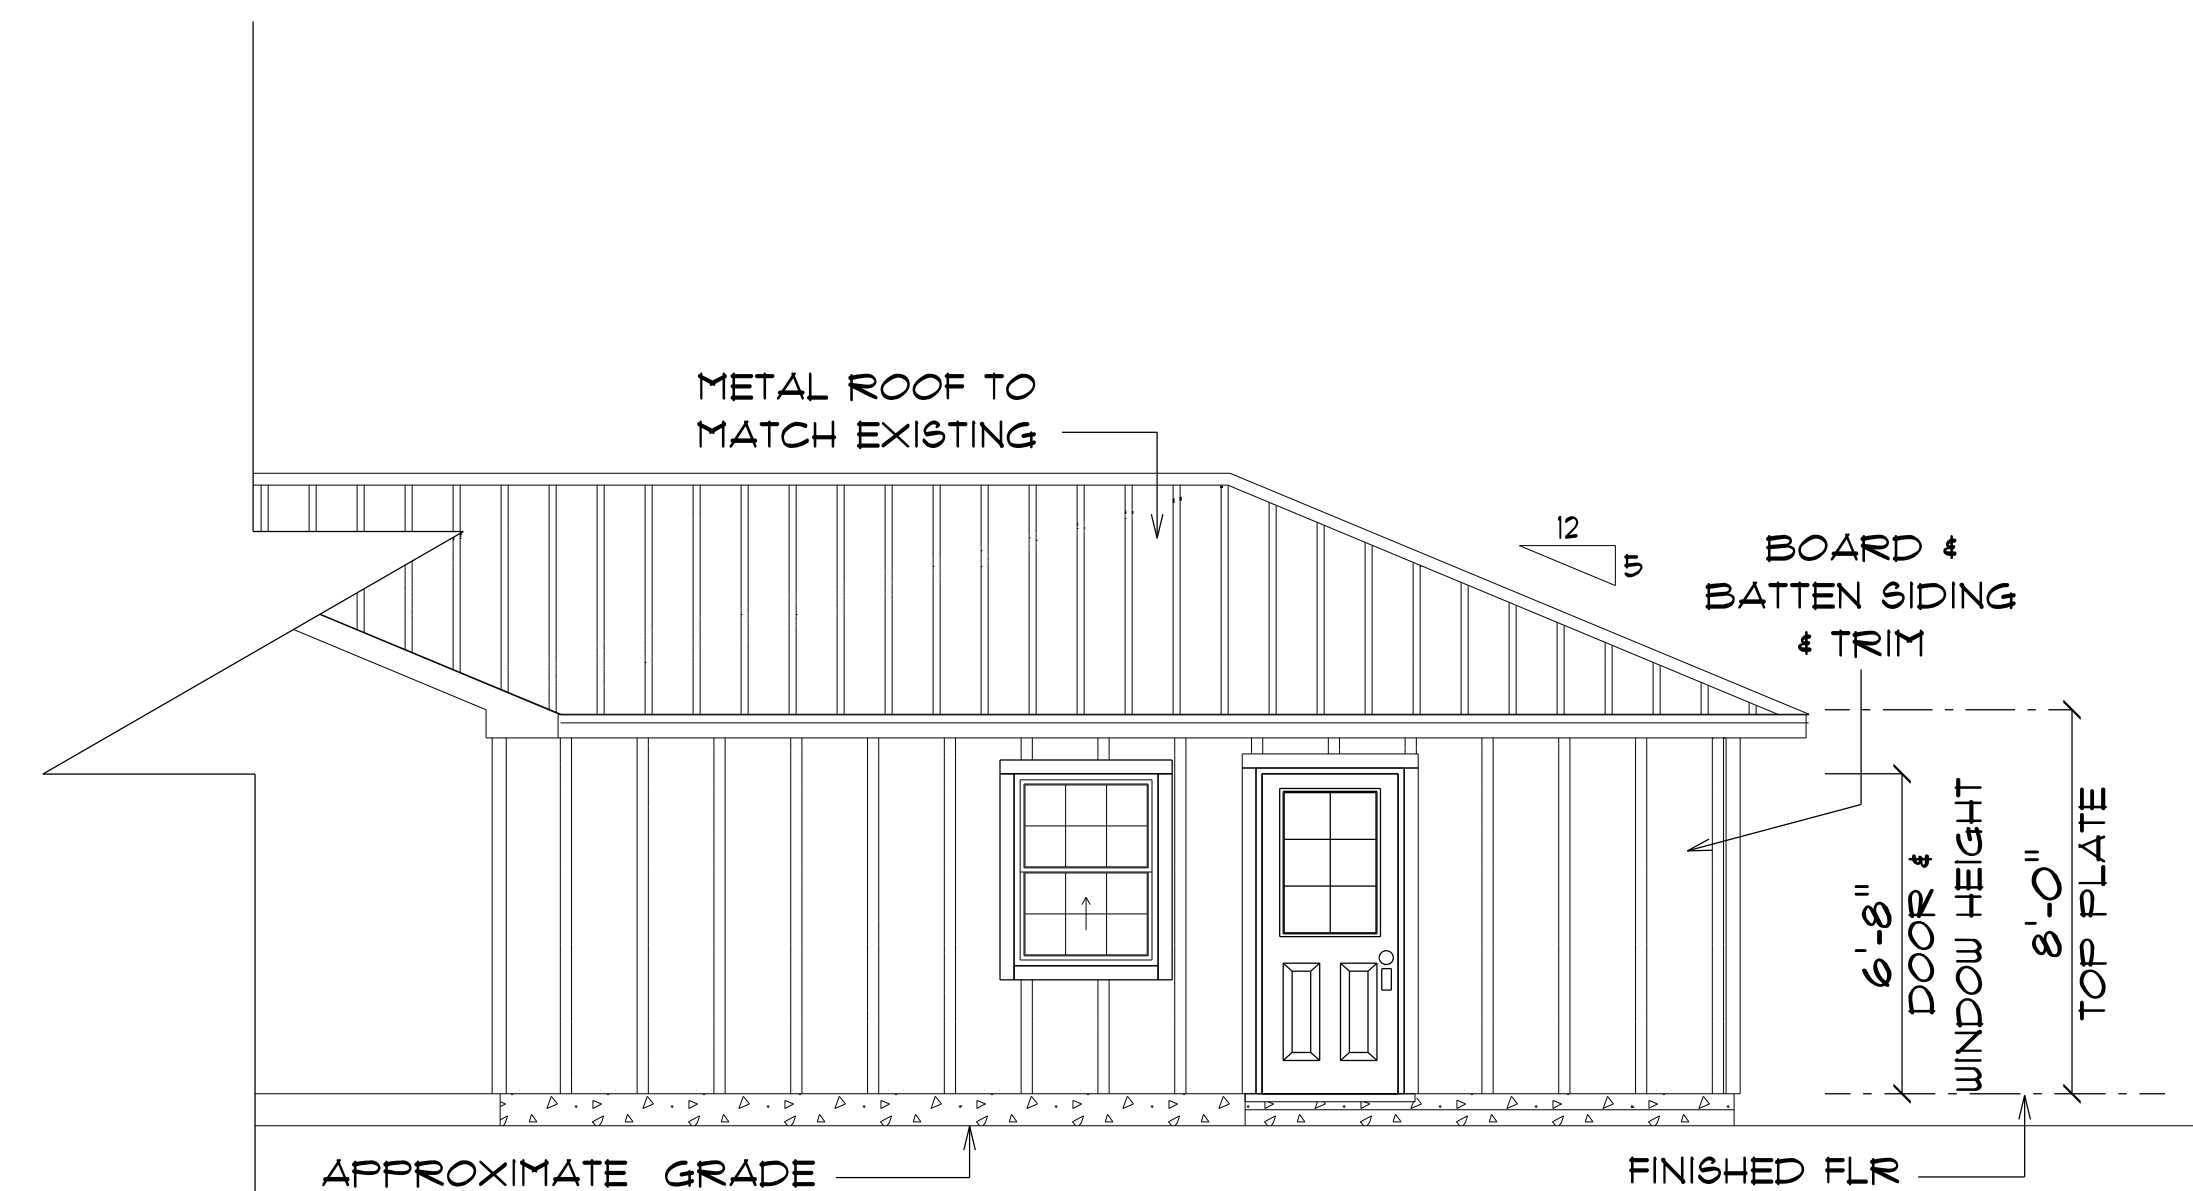 METAL ROOF TO
MATCH EXISTING
12
5
BOARD &
BATTEN SIDING
& TRIM
6'-8"
DOOR &
WINDOW HEIGHT
8'-0"
TOP PLATE
APPROXIMATE GRADE
FINISHED FLR